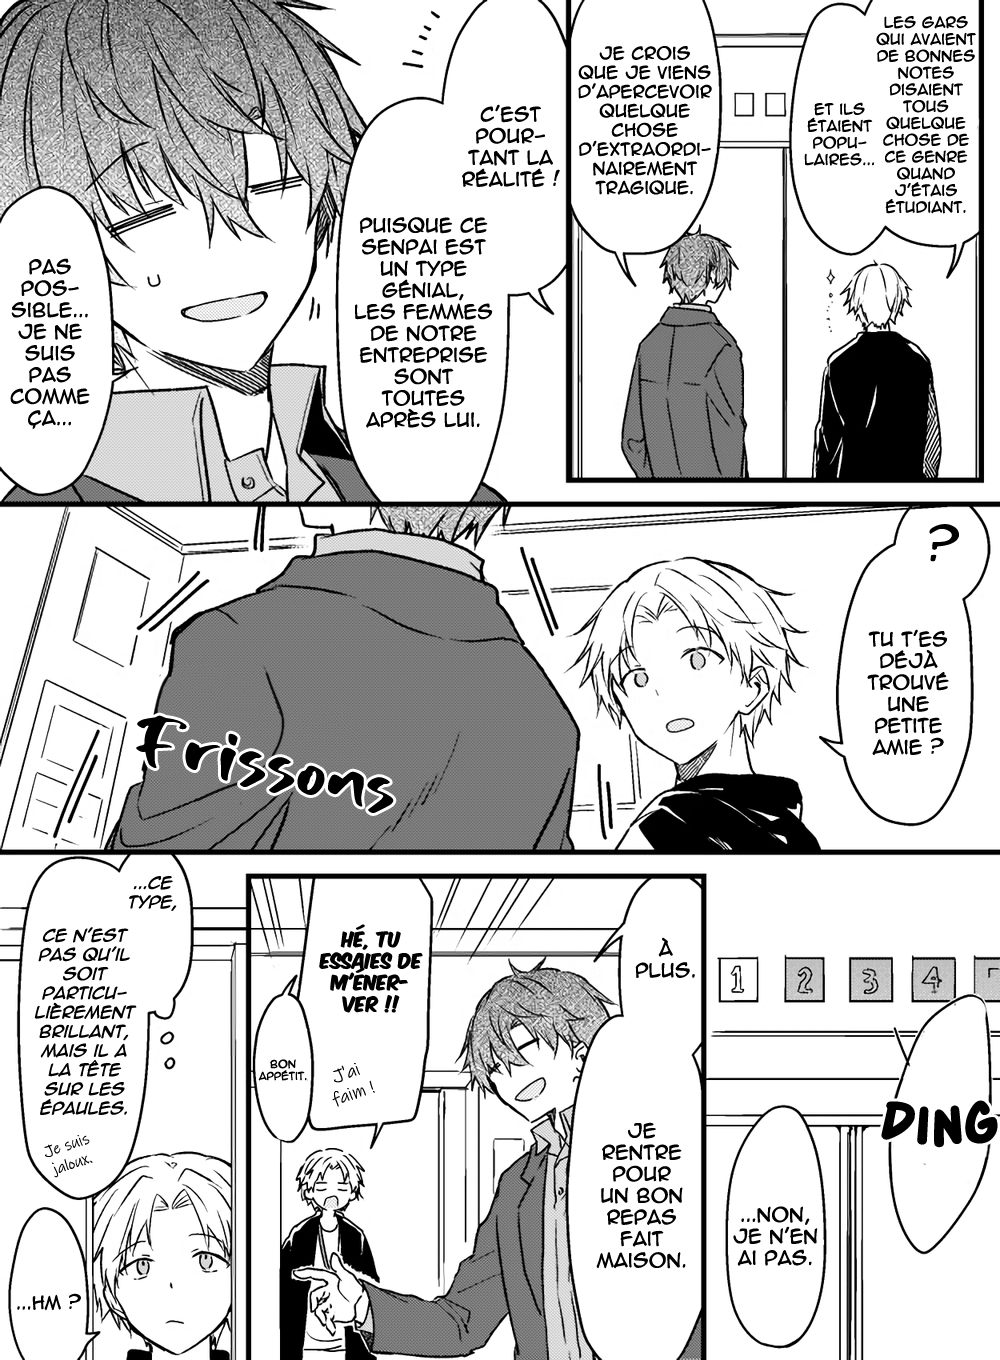 LES GARS
QUI AVAIENT
DE BONNES
NOTES
DISAIENT
TOUS
QUELQUE
CHOSE DE
CE GENRE
QUAND
J'ÉTAIS
ÉTUDIANT.
ET ILS
ÉTAIENT
POPU-
LAIRES...
JE CROIS
QUE JE VIENS
D'APERCEVOIR
QUELQUE
CHOSE
D'EXTRAORDI-
NAIREMENT
TRAGIQUE.
C'EST
POUR-
TANT LA
RÉALITÉ !
PUISQUE CE
SENPAI EST
UN TYPE
GÉNIAL,
LES FEMMES
DE NOTRE
ENTREPRISE
SONT
TOUTES
APRÈS LUI.
PAS
POS-
SIBLE...
JE NE
SUIS
PAS
COMME
ÇA...
?
TU T'ES
DÉJÀ
TROUVÉ
UNE
PETITE
AMIE ?
Frissons
1 2 3 4
DING
...NON,
JE N'EN
AI PAS.
À
PLUS.
JE
RENTRE
POUR
UN BON
REPAS
FAIT
MAISON.
HÉ, TU
ESSAIES DE
M'ÉNER-
VER !!
J'ai
faim !
BON
APPÉTIT.
...CE
TYPE,
CE N'EST
PAS QU'IL
SOIT
PARTICU-
LIÈREMENT
BRILLANT,
MAIS IL A
LA TÊTE
SUR LES
ÉPAULES.
Je suis
jaloux.
...HM ?